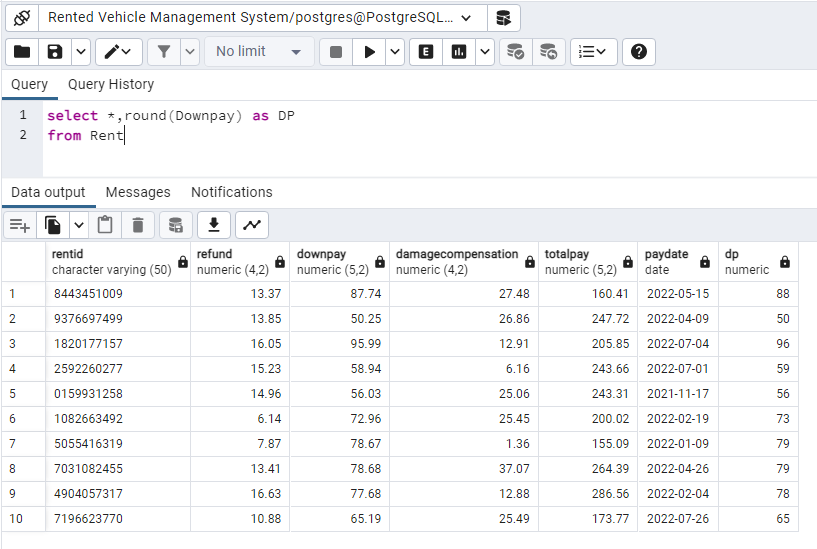 Rented Vehicle Management System/postgres@PostgreSQL...
No limit
E
Query Query History
1 select *,round(Downpay) as DP
2 from Rent
Data output Messages Notifications
rentid refund downpay damagecompensation totalpay paydate dp
character varying (50) numeric (4,2) numeric (5,2) numeric (4,2) numeric (5,2) date numeric
1 8443451009 13.37 87.74 27.48 160.41 2022-05-15 88
2 9376697499 13.85 50.25 26.86 247.72 2022-04-09 50
3 1820177157 16.05 95.99 12.91 205.85 2022-07-04 96
4 2592260277 15.23 58.94 6.16 243.66 2022-07-01 59
5 0159931258 14.96 56.03 25.06 243.31 2021-11-17 56
6 1082663492 6.14 72.96 25.45 200.02 2022-02-19 73
7 5055416319 7.87 78.67 1.36 155.09 2022-01-09 79
8 7031082455 13.41 78.68 37.07 264.39 2022-04-26 79
9 4904057317 16.63 77.68 12.88 286.56 2022-02-04 78
10 7196623770 10.88 65.19 25.49 173.77 2022-07-26 65